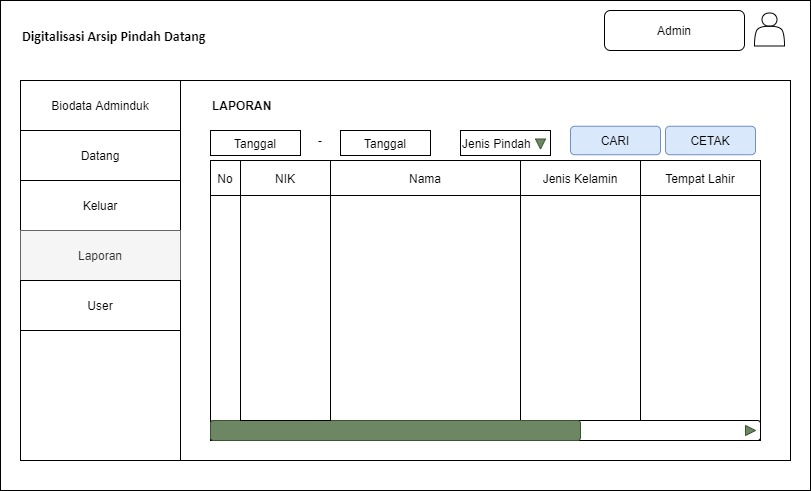 Digitalisasi Arsip Pindah Datang
Admin
Biodata Adminduk
Datang
Keluar
Laporan
User
LAPORAN
Tanggal - Tanggal Jenis Pindah CARI CETAK
No NIK Nama Jenis Kelamin Tempat Lahir